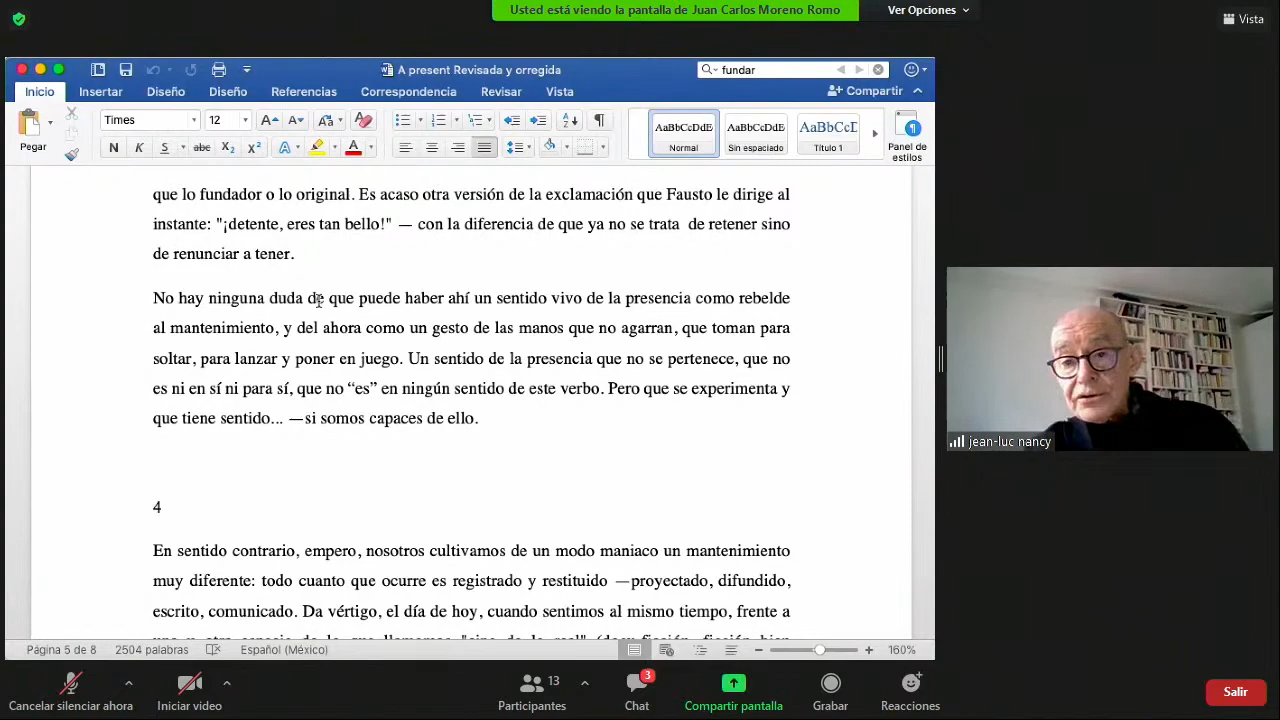 Usted está viendo la pantalla de Juan Carlos Moreno Romo
Ver Opciones
Vista
A present Revisada y orregida
fundar
Inicio
Insertar
Diseño
Diseño
Referencias
Correspondencia
Revisar
Vista
Compartir
Pegar
Times
12
N K S abc X₂ X²
AaBbCcDdE
Normal
AaBbCcDdE
Sin espaciado
AaBbCcD
Título 1
Panel de
estilos
que lo fundador o lo original. Es acaso otra versión de la exclamación que Fausto le dirige al
instante: "¡detente, eres tan bello!" — con la diferencia de que ya no se trata de retener sino
de renunciar a tener.
No hay ninguna duda de que puede haber ahí un sentido vivo de la presencia como rebelde
al mantenimiento, y del ahora como un gesto de las manos que no agarran, que toman para
soltar, para lanzar y poner en juego. Un sentido de la presencia que no se pertenece, que no
es ni en sí ni para sí, que no “es” en ningún sentido de este verbo. Pero que se experimenta y
que tiene sentido... —si somos capaces de ello.
4
En sentido contrario, empero, nosotros cultivamos de un modo maniaco un mantenimiento
muy diferente: todo cuanto que ocurre es registrado y restituido —proyectado, difundido,
escrito, comunicado. Da vértigo, el día de hoy, cuando sentimos al mismo tiempo, frente a
jean-luc nancy
Página 5 de 8
2504 palabras
Español (México)
160%
Cancelar silenciar ahora
Iniciar video
13
Participantes
3
Chat
Compartir pantalla
Grabar
Reacciones
Salir